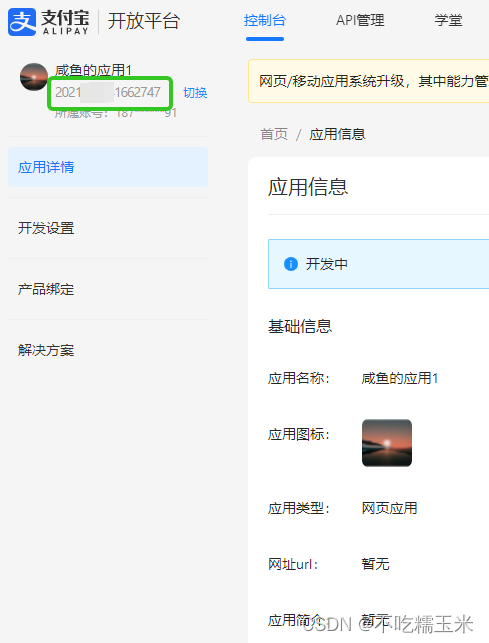 支付宝 ALIPAY 开放平台 控制台 API管理 学堂
咸鱼的应用1
2021 1662747 切换
所属账号：187 91
网页/移动应用系统升级，其中能力管
首页 / 应用信息
应用详情
开发设置
产品绑定
解决方案
应用信息
开发中
基础信息
应用名称： 咸鱼的应用1
应用图标：
应用类型： 网页应用
网址url： 暂无
应用简介： 暂无
CSDN @不吃糯玉米